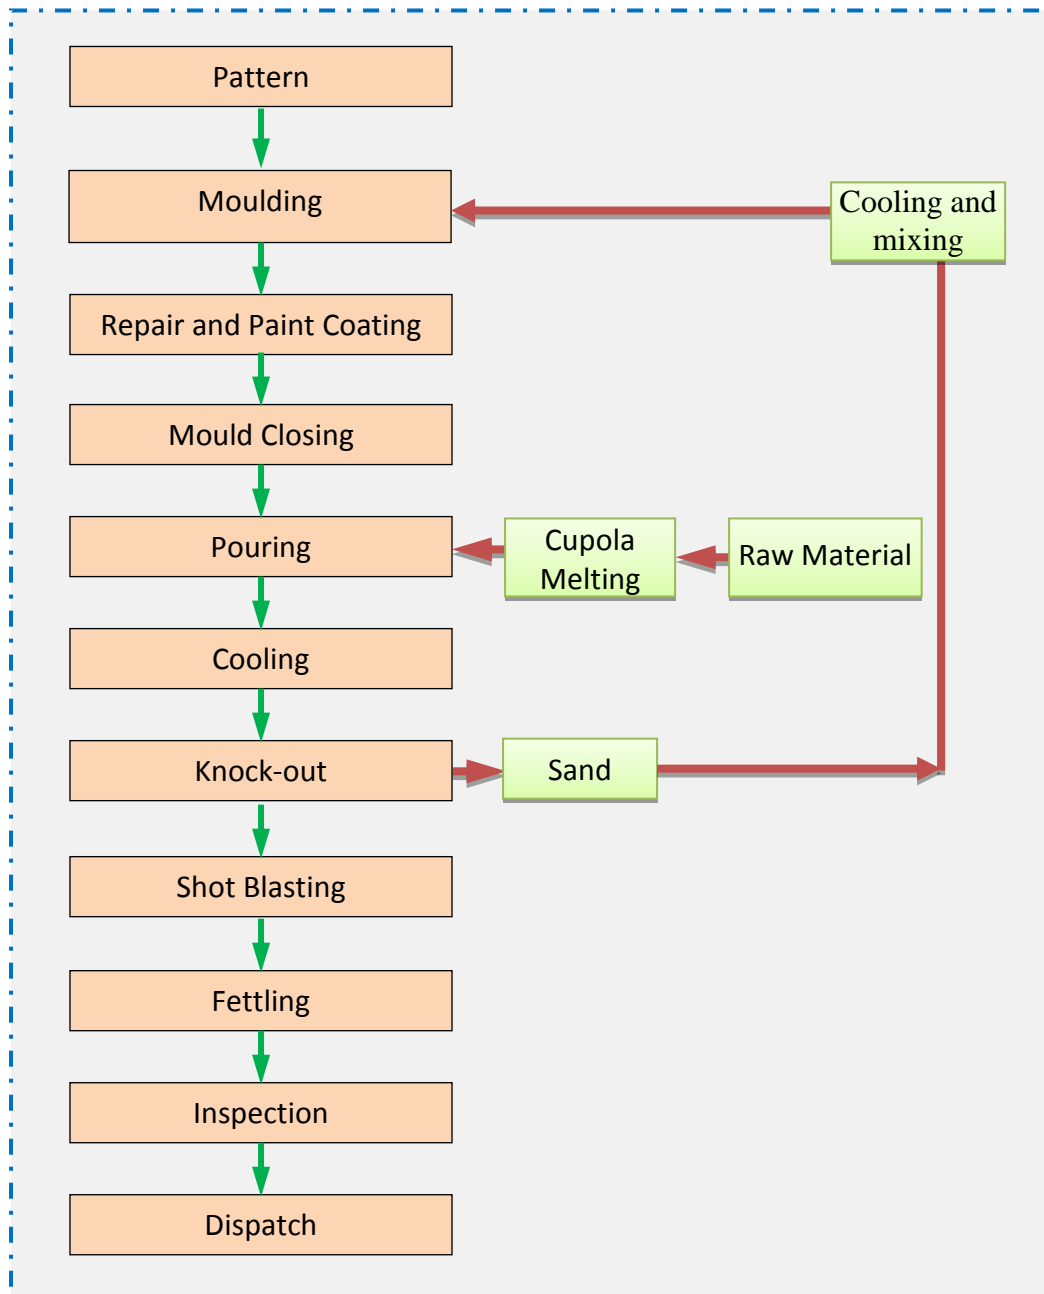 Pattern
Moulding
Cooling and
mixing
Repair and Paint Coating
Mould Closing
Pouring
Cupola
Melting
Raw Material
Cooling
Knock-out
Sand
Shot Blasting
Fettling
Inspection
Dispatch